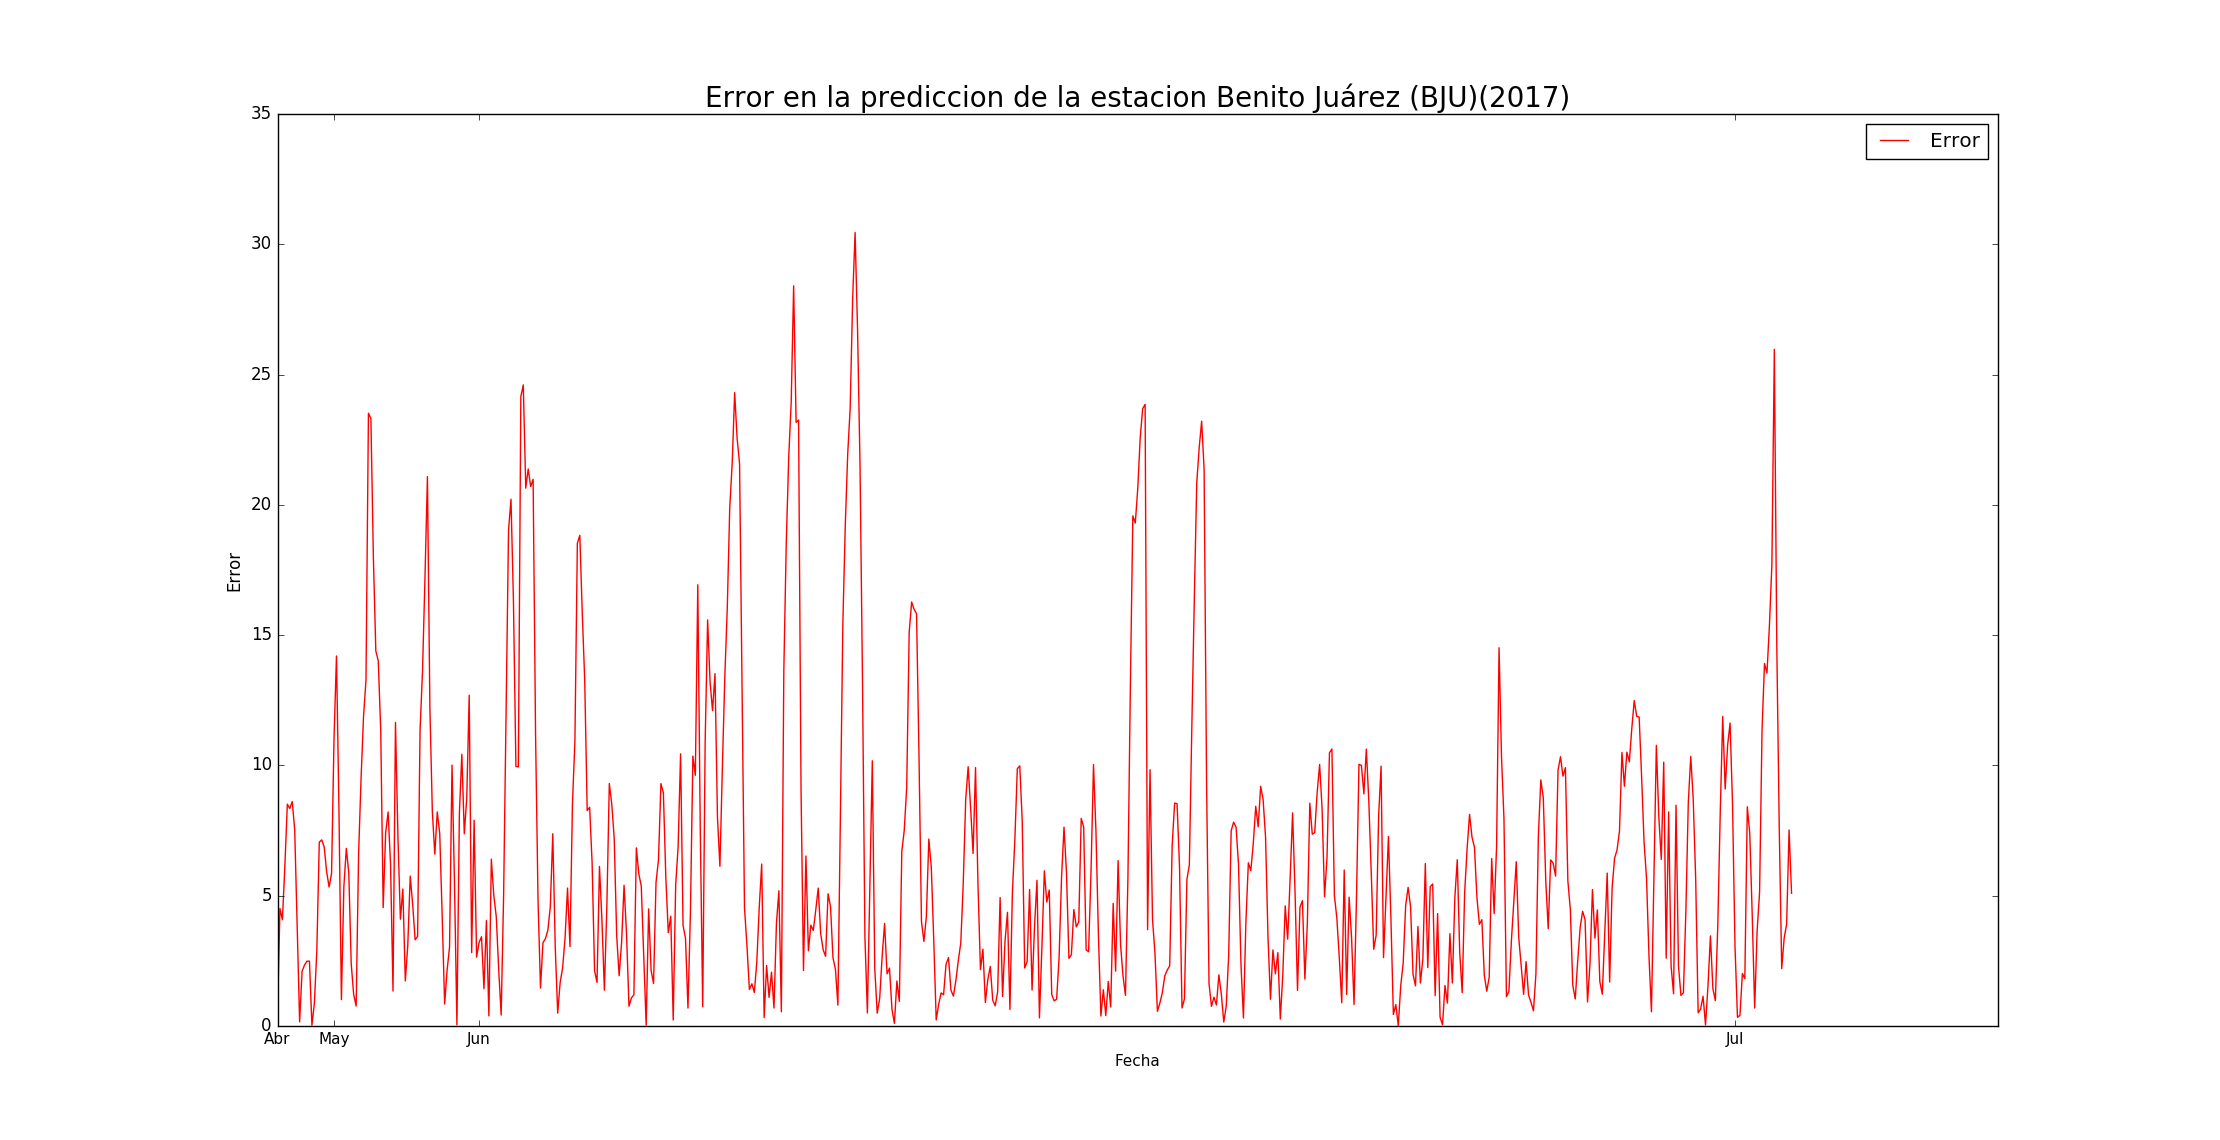 Error en la prediccion de la estacion Benito Juárez (BJU)(2017)
35
Error
30
25
20
15
10
5
0
Error
Abr May Jun Jul
Fecha